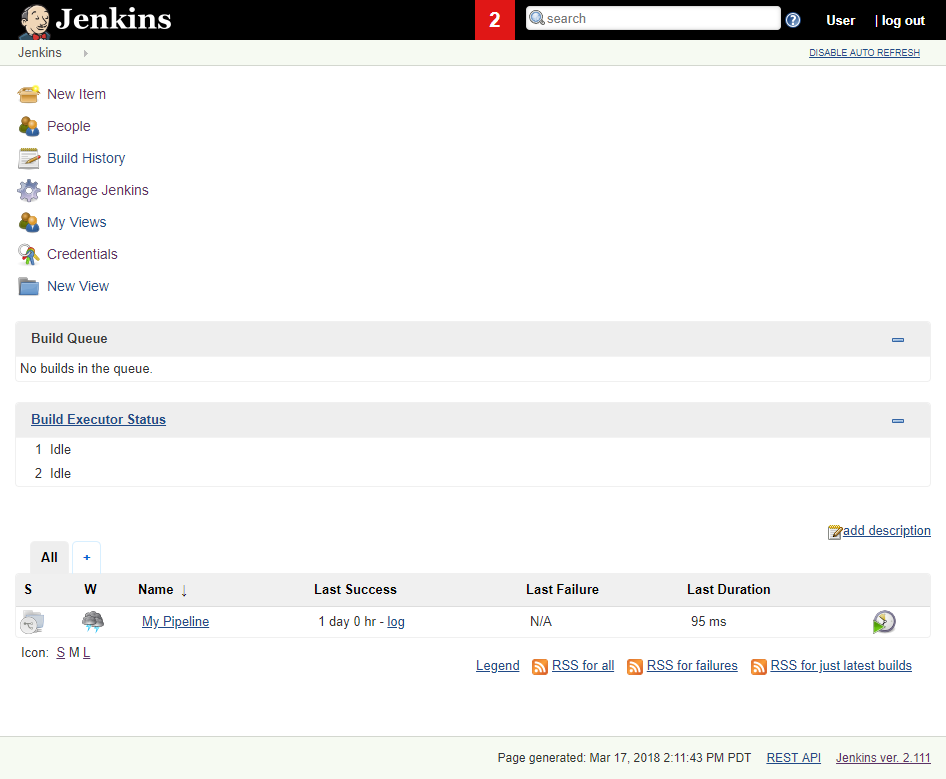 Jenkins 2 search User | log out
Jenkins DISABLE AUTO REFRESH
New Item
People
Build History
Manage Jenkins
My Views
Credentials
New View
Build Queue
No builds in the queue.
Build Executor Status
1 Idle
2 Idle
add description
All +
S W Name ↓ Last Success Last Failure Last Duration
My Pipeline 1 day 0 hr - log N/A 95 ms
Icon: S M L
Legend RSS for all RSS for failures RSS for just latest builds
Page generated: Mar 17, 2018 2:11:43 PM PDT REST API Jenkins ver. 2.111